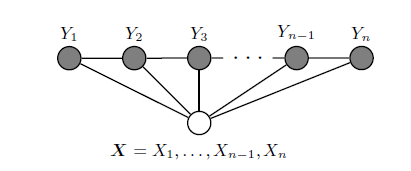 Y₁ Y₂ Y₃ Yₙ₋₁ Yₙ
. . .
X = X₁, . . . , Xₙ₋₁, Xₙ